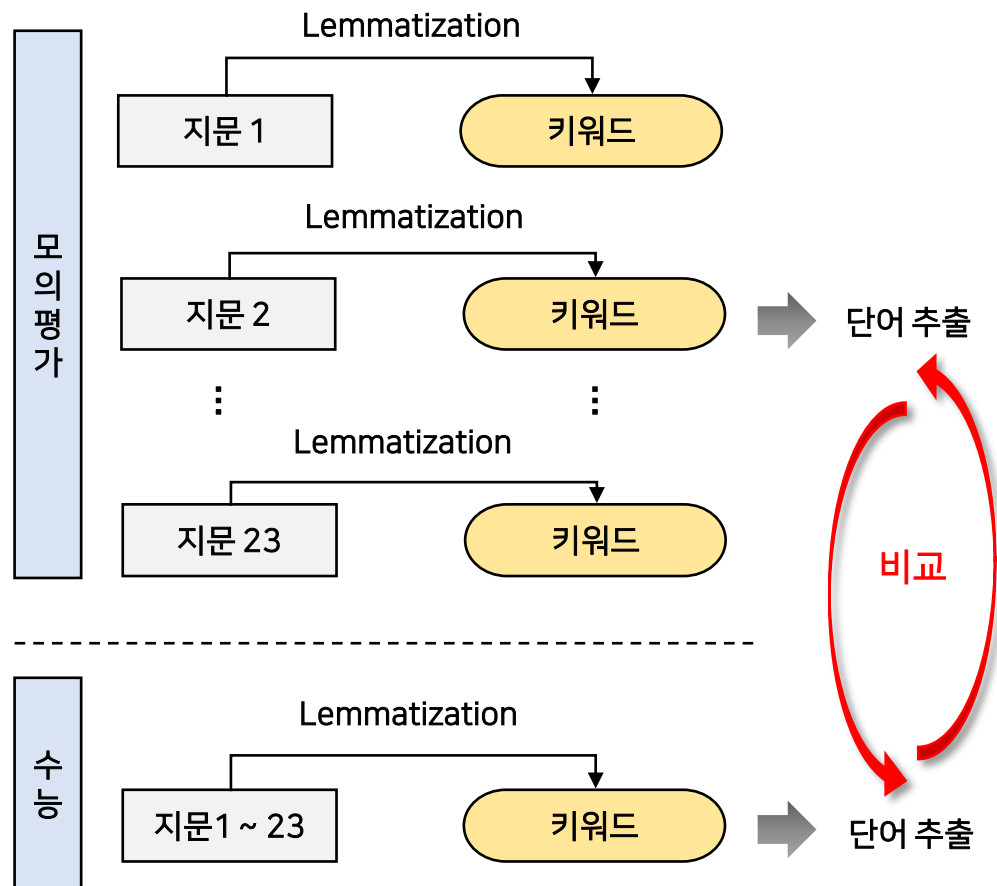 모의평가
Lemmatization
지문 1
키워드
Lemmatization
지문 2
키워드
단어 추출
⋮
⋮
Lemmatization
지문 23
키워드
비교
수능
Lemmatization
지문1 ~ 23
키워드
단어 추출